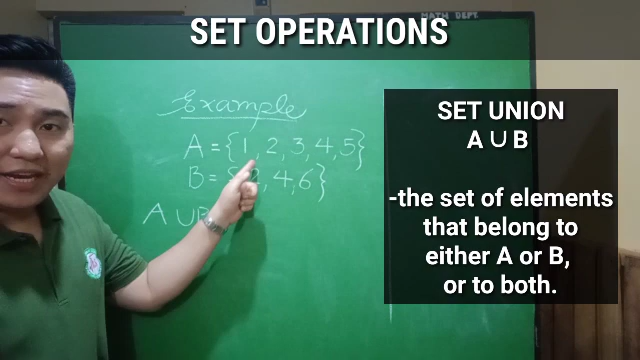 MATH DEPT.
SET OPERATIONS
Example
A = {1, 2, 3, 4, 5}
B = {2, 4, 6}
A ∪ B
SET UNION
A ∪ B
-the set of elements
that belong to
either A or B,
or to both.